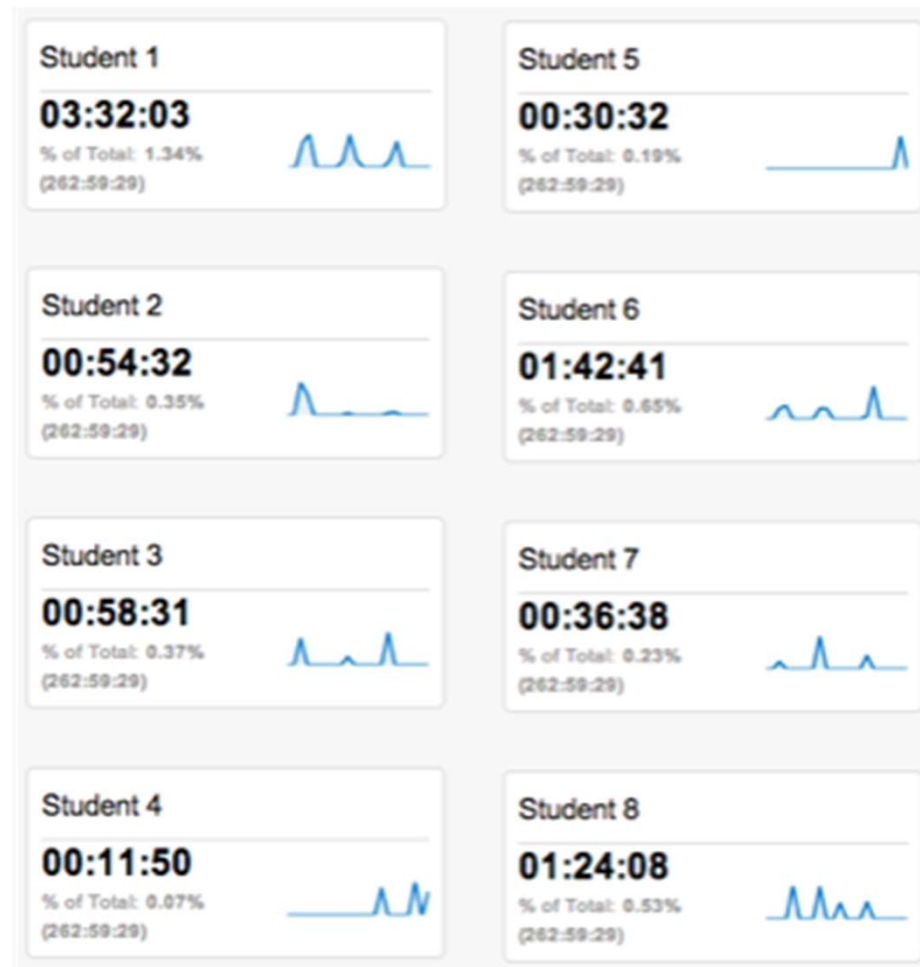 Student 1
03:32:03
% of Total: 1.34%
(262:59:29)
Student 2
00:54:32
% of Total: 0.35%
(262:59:29)
Student 3
00:58:31
% of Total: 0.37%
(262:59:29)
Student 4
00:11:50
% of Total: 0.07%
(262:59:29)
Student 5
00:30:32
% of Total: 0.19%
(262:59:29)
Student 6
01:42:41
% of Total: 0.65%
(262:59:29)
Student 7
00:36:38
% of Total: 0.23%
(262:59:29)
Student 8
01:24:08
% of Total: 0.53%
(262:59:29)